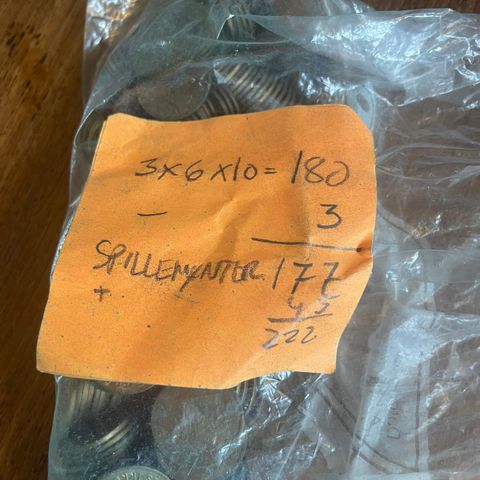 3x6x10= 180
- 3
SPILLEMYNTER 177
+ 45
222